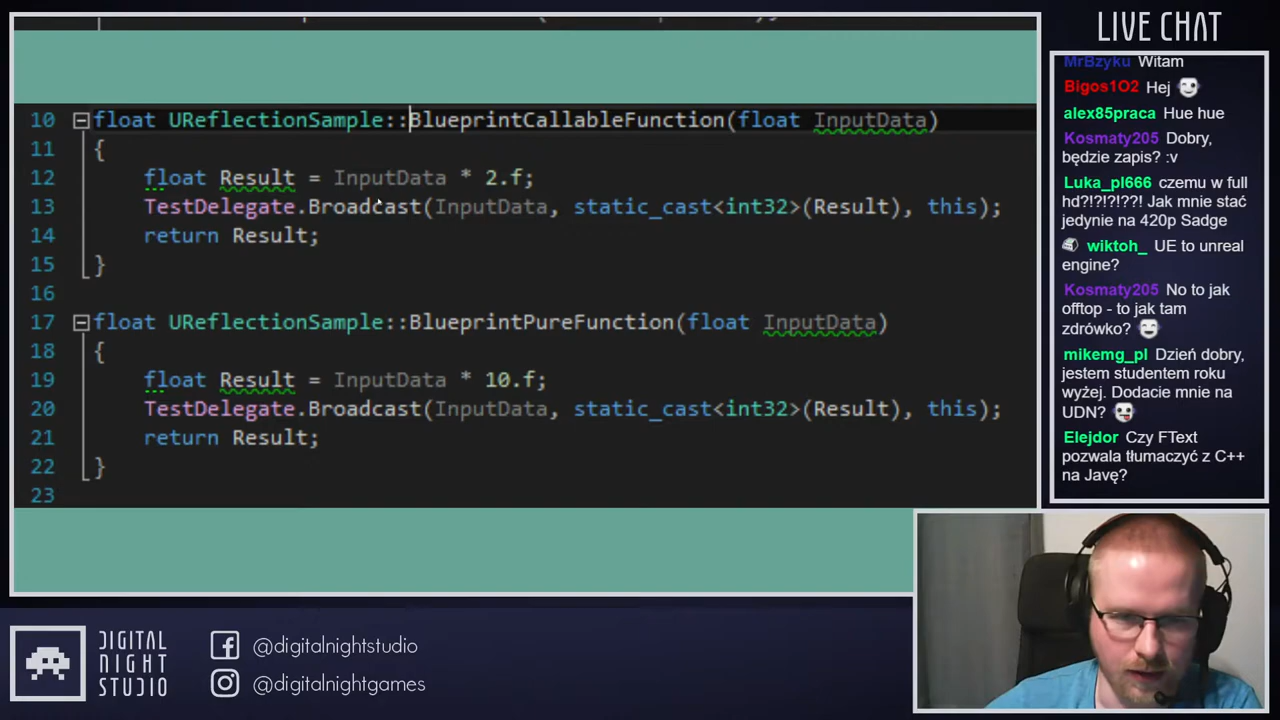 LIVE CHAT
10 float UReflectionSample::BlueprintCallableFunction(float InputData)
11 {
12 float Result = InputData * 2.f;
13 TestDelegate.Broadcast(InputData, static_cast<int32>(Result), this);
14 return Result;
15 }
16
17 float UReflectionSample::BlueprintPureFunction(float InputData)
18 {
19 float Result = InputData * 10.f;
20 TestDelegate.Broadcast(InputData, static_cast<int32>(Result), this);
21 return Result;
22 }
23
MrBzyku Witam
Bigos1O2 Hej
alex85praca Hue hue
Kosmaty205 Dobry,
będzie zapis? :v
Luka_pl666 czemu w full
hd?!?!?!??! Jak mnie stać
jedynie na 420p Sadge
wiktoh_ UE to unreal
engine?
Kosmaty205 No to jak
offtop - to jak tam
zdrówko?
mikemg_pl Dzień dobry,
jestem studentem roku
wyżej. Dodacie mnie na
UDN?
Elejdor Czy FText
pozwala tłumaczyć z C++
na Javę?
DIGITAL
NIGHT
STUDIO
@digitalnightstudio
@digitalnightgames